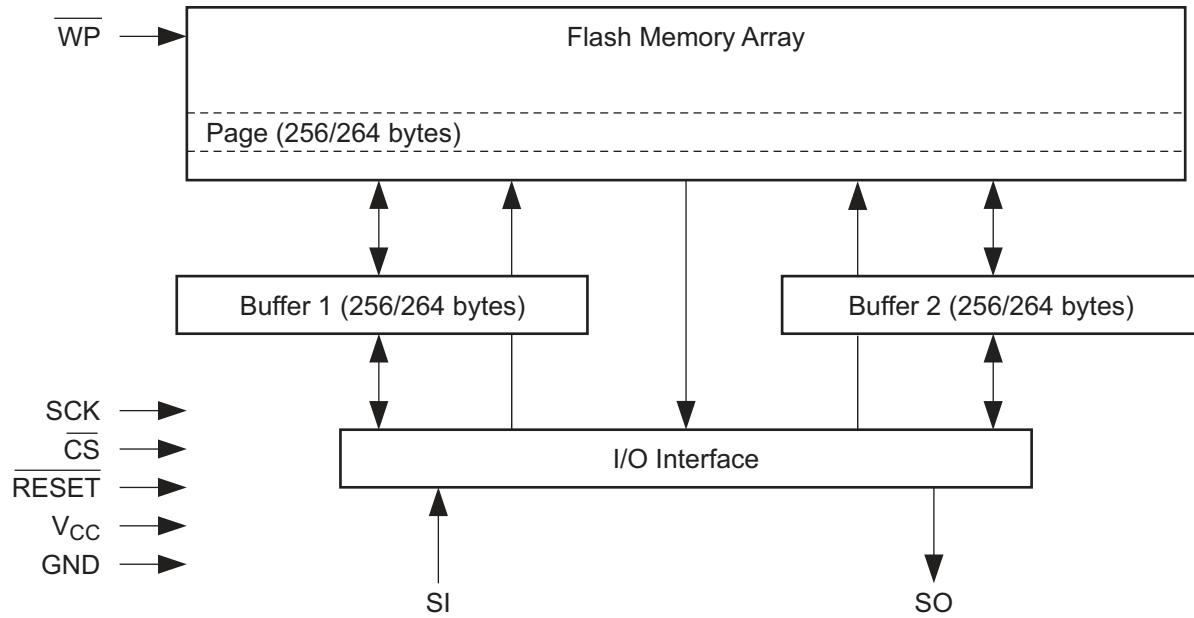 WP
Flash Memory Array
Page (256/264 bytes)
Buffer 1 (256/264 bytes)
Buffer 2 (256/264 bytes)
SCK
CS
RESET
VCC
GND
I/O Interface
SI
SO